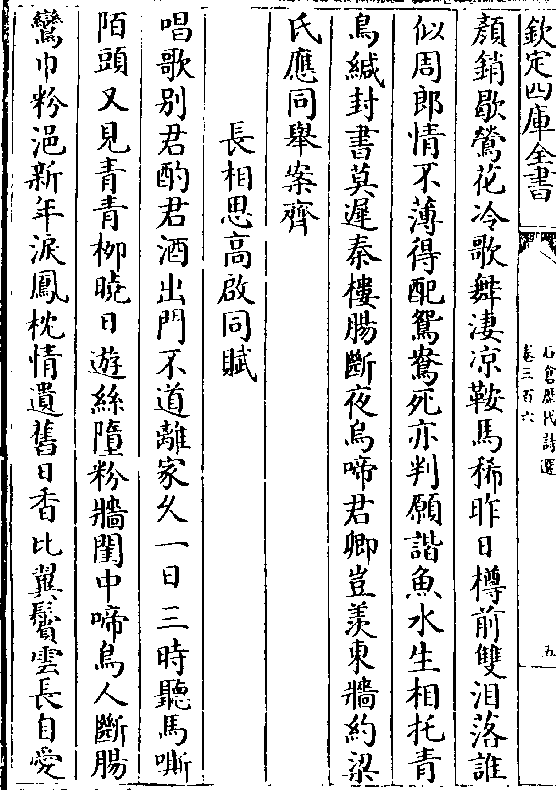 欽定四庫全書
石倉歷代詩選
卷三百六
五
顏銷歇鶯花冷歌舞淒凉鞍馬稀昨日樽前雙泪落誰
似周郎情不薄得配鴛鴦死亦判願諧魚水生相托青
鳥緘封書莫遲秦樓腸斷夜烏啼君卿豈羨東牆約梁
氏應同舉案齊
長相思高啟同賦
唱歌别君酌君酒出門不道離家久一日三時聽馬嘶
陌頭又見青青栁曉日遊絲墮粉牆閨中啼鳥人斷腸
鸞巾粉浥新年淚鳳枕情遺舊日香比翼鬢雲長自愛